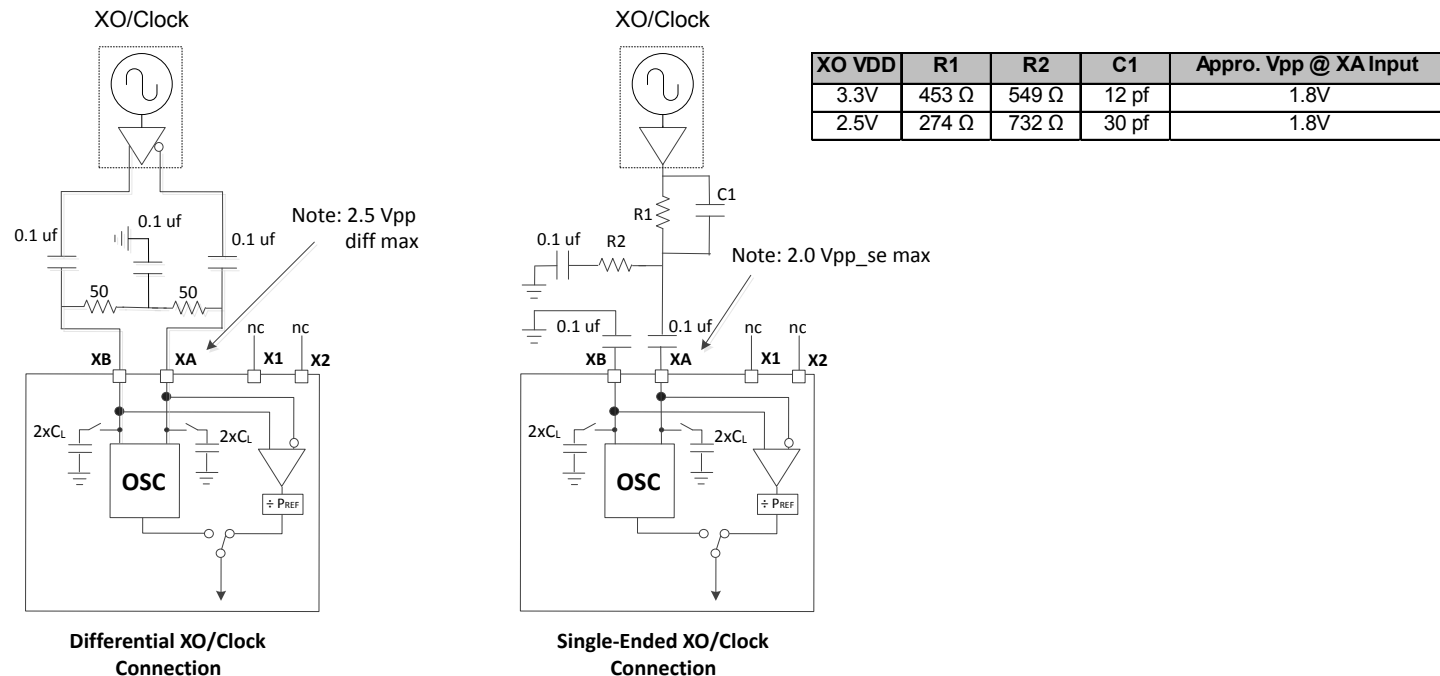 XO/Clock
0.1 uf
0.1 uf
0.1 uf
Note: 2.5 Vpp
diff max
50
50
nc
nc
XB
XA
X1
X2
2xCL
2xCL
OSC
÷ PREF
Differential XO/Clock
Connection
XO/Clock
C1
R1
0.1 uf
R2
Note: 2.0 Vpp_se max
0.1 uf
0.1 uf
nc
nc
XB
XA
X1
X2
2xCL
2xCL
OSC
÷ PREF
Single-Ended XO/Clock
Connection
XO VDD R1 R2 C1 Appro. Vpp @ XA Input
3.3V 453 Ω 549 Ω 12 pf 1.8V
2.5V 274 Ω 732 Ω 30 pf 1.8V